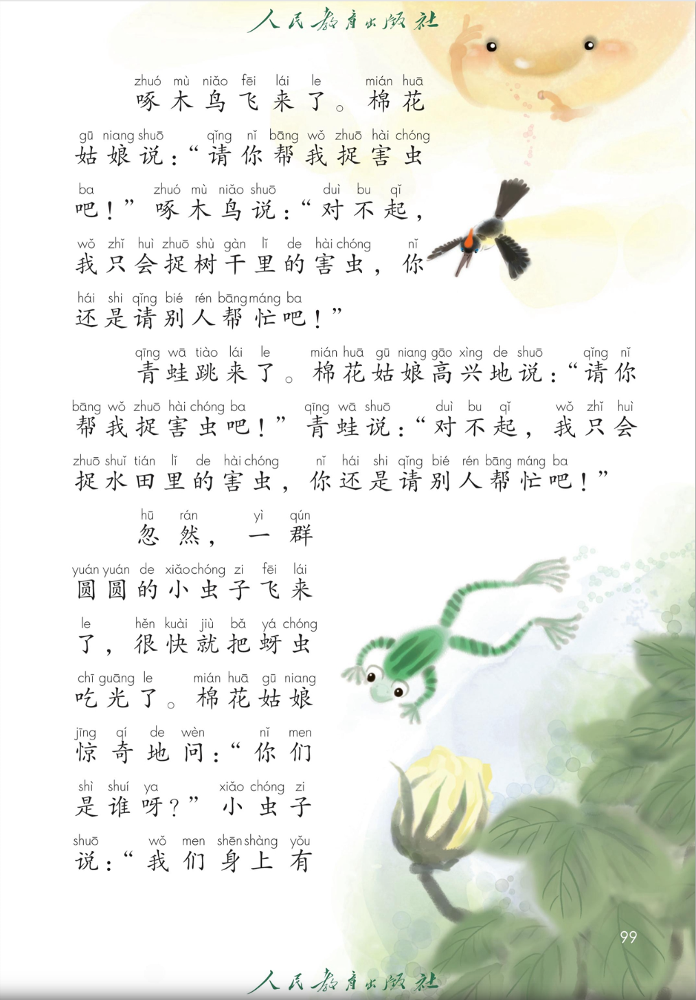 人民教育出版社
zhuó mù niǎo fēi lái le mián huā
啄木鸟飞来了。棉花
gū niang shuō qǐng nǐ bāng wǒ zhuō hài chóng
姑娘说：“请你帮我捉害虫
ba zhuó mù niǎo shuō duì bu qǐ
吧！”啄木鸟说：“对不起，
wǒ zhǐ huì zhuō shù gàn lǐ de hài chóng nǐ
我只会捉树干里的害虫，你
hái shi qǐng bié rén bāng máng ba
还是请别人帮忙吧！”
qīng wā tiào lái le mián huā gū niang gāo xìng de shuō qǐng nǐ
青蛙跳来了。棉花姑娘高兴地说：“请你
bāng wǒ zhuō hài chóng ba qīng wā shuō duì bu qǐ wǒ zhǐ huì
帮我捉害虫吧！”青蛙说：“对不起，我只会
zhuō shuǐ tián lǐ de hài chóng nǐ hái shi qǐng bié rén bāng máng ba
捉水田里的害虫，你还是请别人帮忙吧！”
hū rán yì qún
忽然，一群
yuán yuán de xiǎo chóng zi fēi lái
圆圆的小虫子飞来
le hěn kuài jiù bǎ yá chóng
了，很快就把蚜虫
chī guāng le mián huā gū niang
吃光了。棉花姑娘
jīng qí de wèn nǐ men
惊奇地问：“你们
shì shuí ya xiǎo chóng zi
是谁呀？”小虫子
shuō wǒ men shēn shàng yǒu
说：“我们身上有
99
人民教育出版社